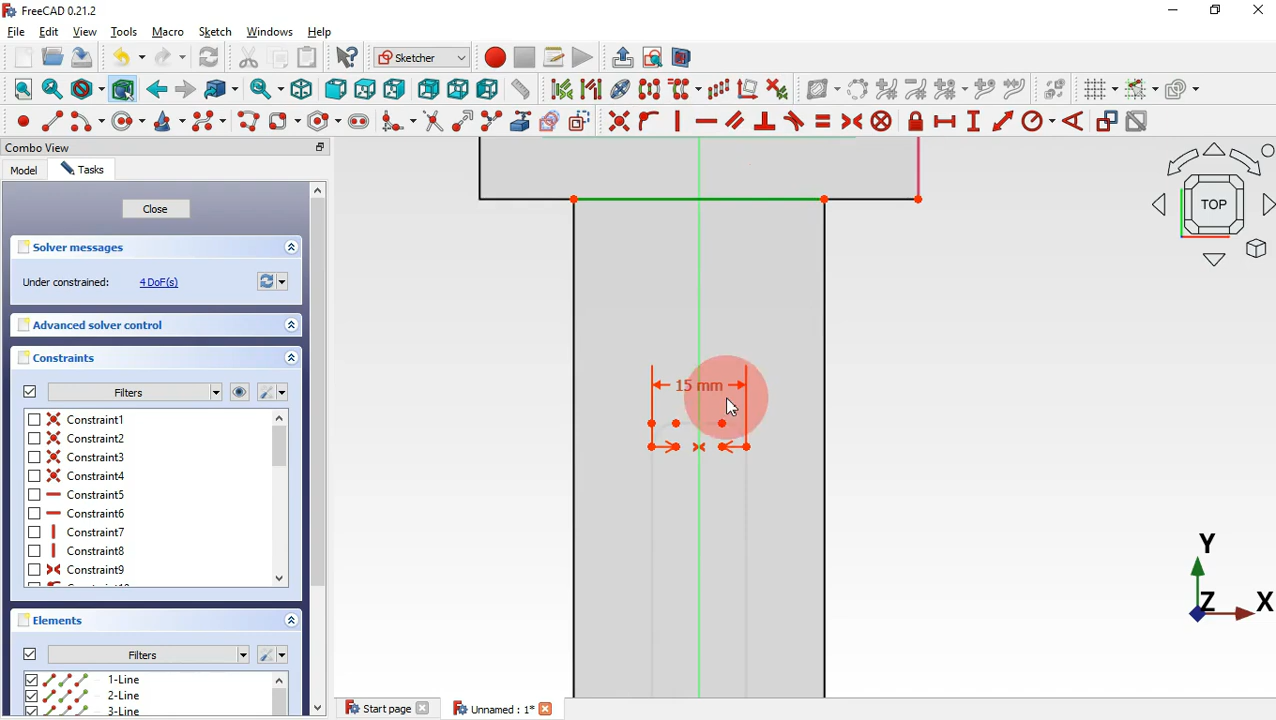 FreeCAD 0.21.2
File Edit View Tools Macro Sketch Windows Help
Sketcher
Combo View
Model Tasks
Close
TOP
Solver messages
Under constrained: 4 DoF(s)
Advanced solver control
Constraints
Filters
15 mm
Constraint1
Constraint2
Constraint3
Constraint4
Constraint5
Constraint6
Constraint7
Constraint8
Constraint9
Y
Z X
Elements
Filters
1-Line
2-Line
3-Line
Start page Unnamed : 1*